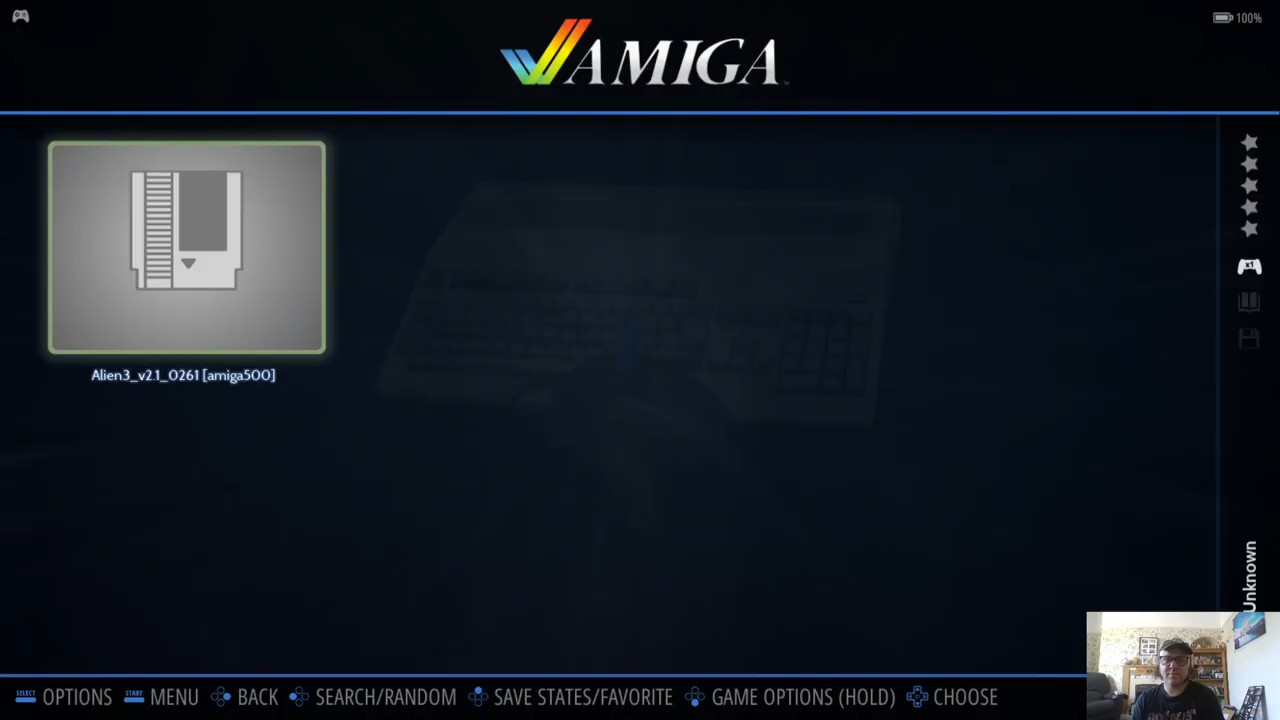 100%
AMIGA
x1
Alien3_v2.1_0261 [amiga500]
Unknown
SELECT OPTIONS START MENU BACK SEARCH/RANDOM SAVE STATES/FAVORITE GAME OPTIONS (HOLD) CHOOSE